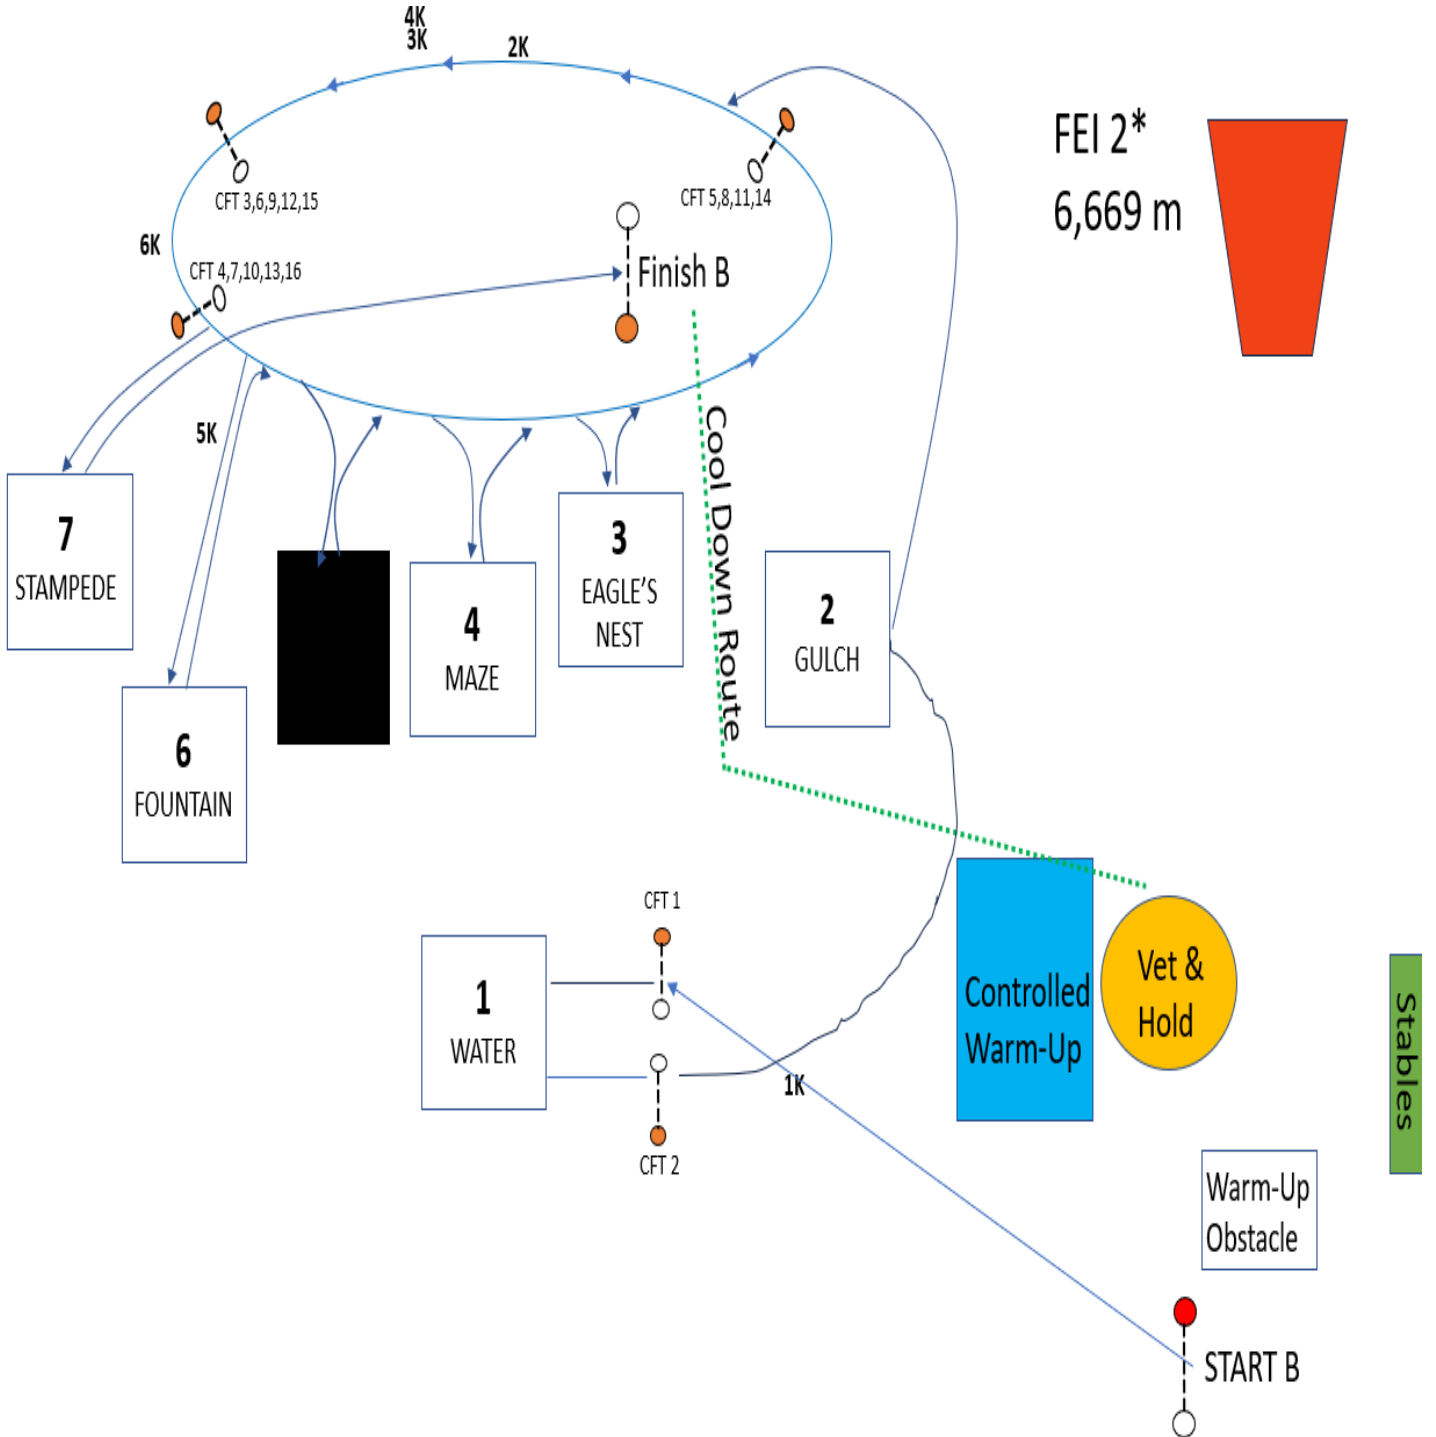 4K
3K
2K
FEI 2*
6,669 m
CFT 3,6,9,12,15
CFT 5,8,11,14
6K
CFT 4,7,10,13,16
Finish B
5K
Cool Down Route
7
STAMPEDE
3
EAGLE'S
NEST
4
MAZE
2
GULCH
6
FOUNTAIN
CFT 1
1
WATER
CFT 2
1K
Controlled
Warm-Up
Vet &
Hold
Stables
Warm-Up
Obstacle
START B